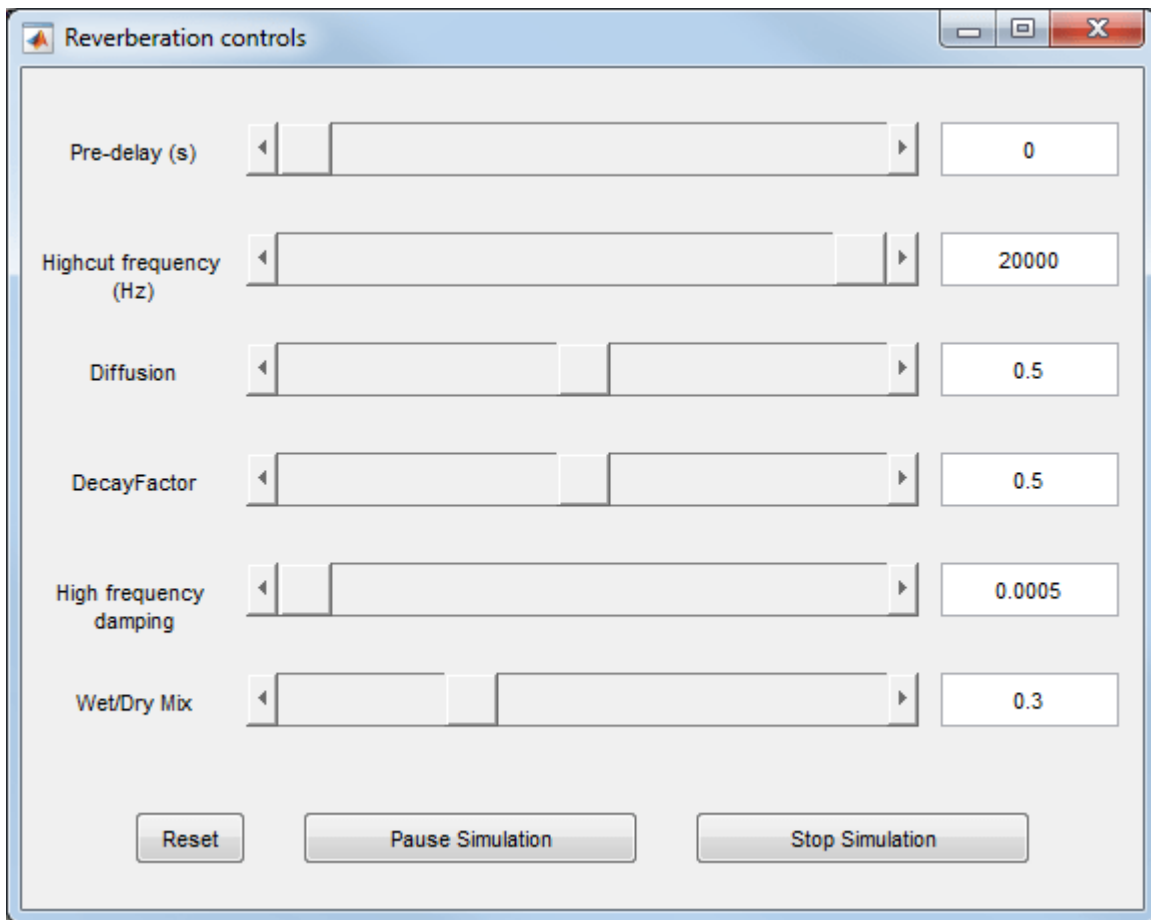 Reverberation controls
Pre-delay (s)
0
Highcut frequency
(Hz)
20000
Diffusion
0.5
DecayFactor
0.5
High frequency
damping
0.0005
Wet/Dry Mix
0.3
Reset
Pause Simulation
Stop Simulation